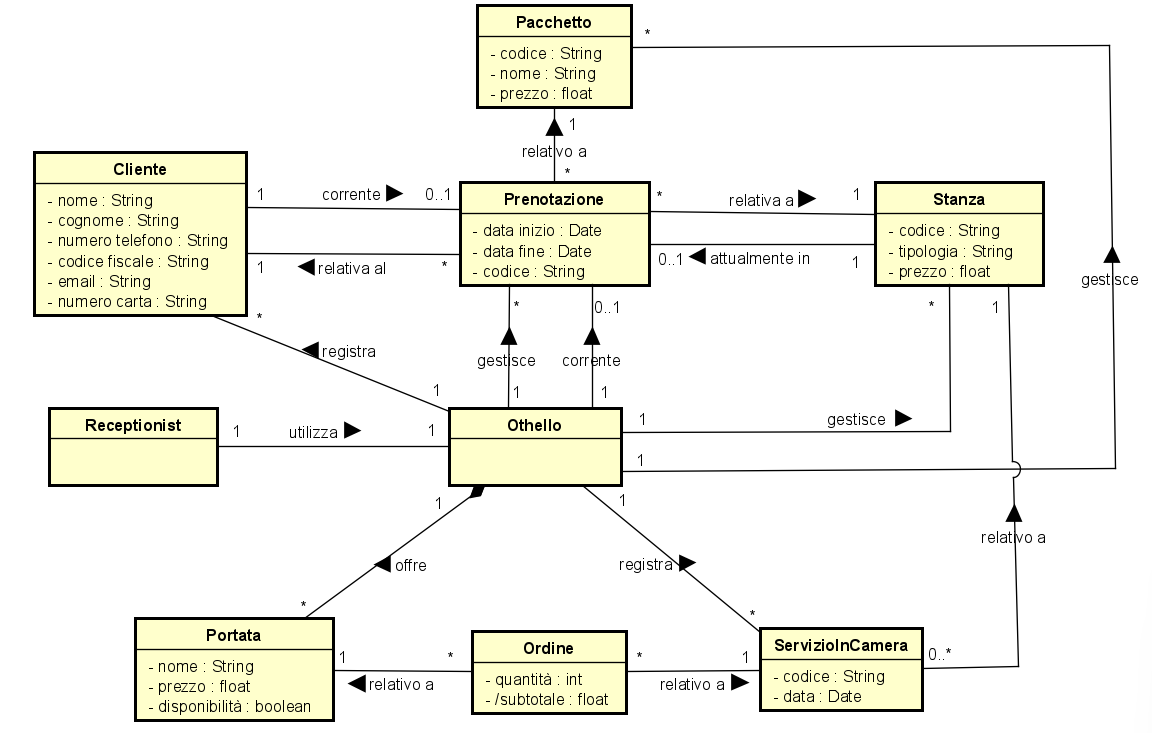 Pacchetto
- codice : String
- nome : String
- prezzo : float
*
1
relativo a
*
Cliente
- nome : String
- cognome : String
- numero telefono : String
- codice fiscale : String
- email : String
- numero carta : String
1
corrente
0..1
1
relativa al
*
Prenotazione
- data inizio : Date
- data fine : Date
- codice : String
*
relativa a
1
0..1
attualmente in
1
Stanza
- codice : String
- tipologia : String
- prezzo : float
gestisce
*
registra
1
*
gestisce
1
0..1
corrente
1
*
1
Receptionist
1
utilizza
1
Othello
1
gestisce
1
1
offre
*
1
registra
*
relativo a
Portata
- nome : String
- prezzo : float
- disponibilità : boolean
1
relativo a
*
Ordine
- quantità : int
- /subtotale : float
*
relativo a
1
ServizioInCamera
- codice : String
- data : Date
0..*